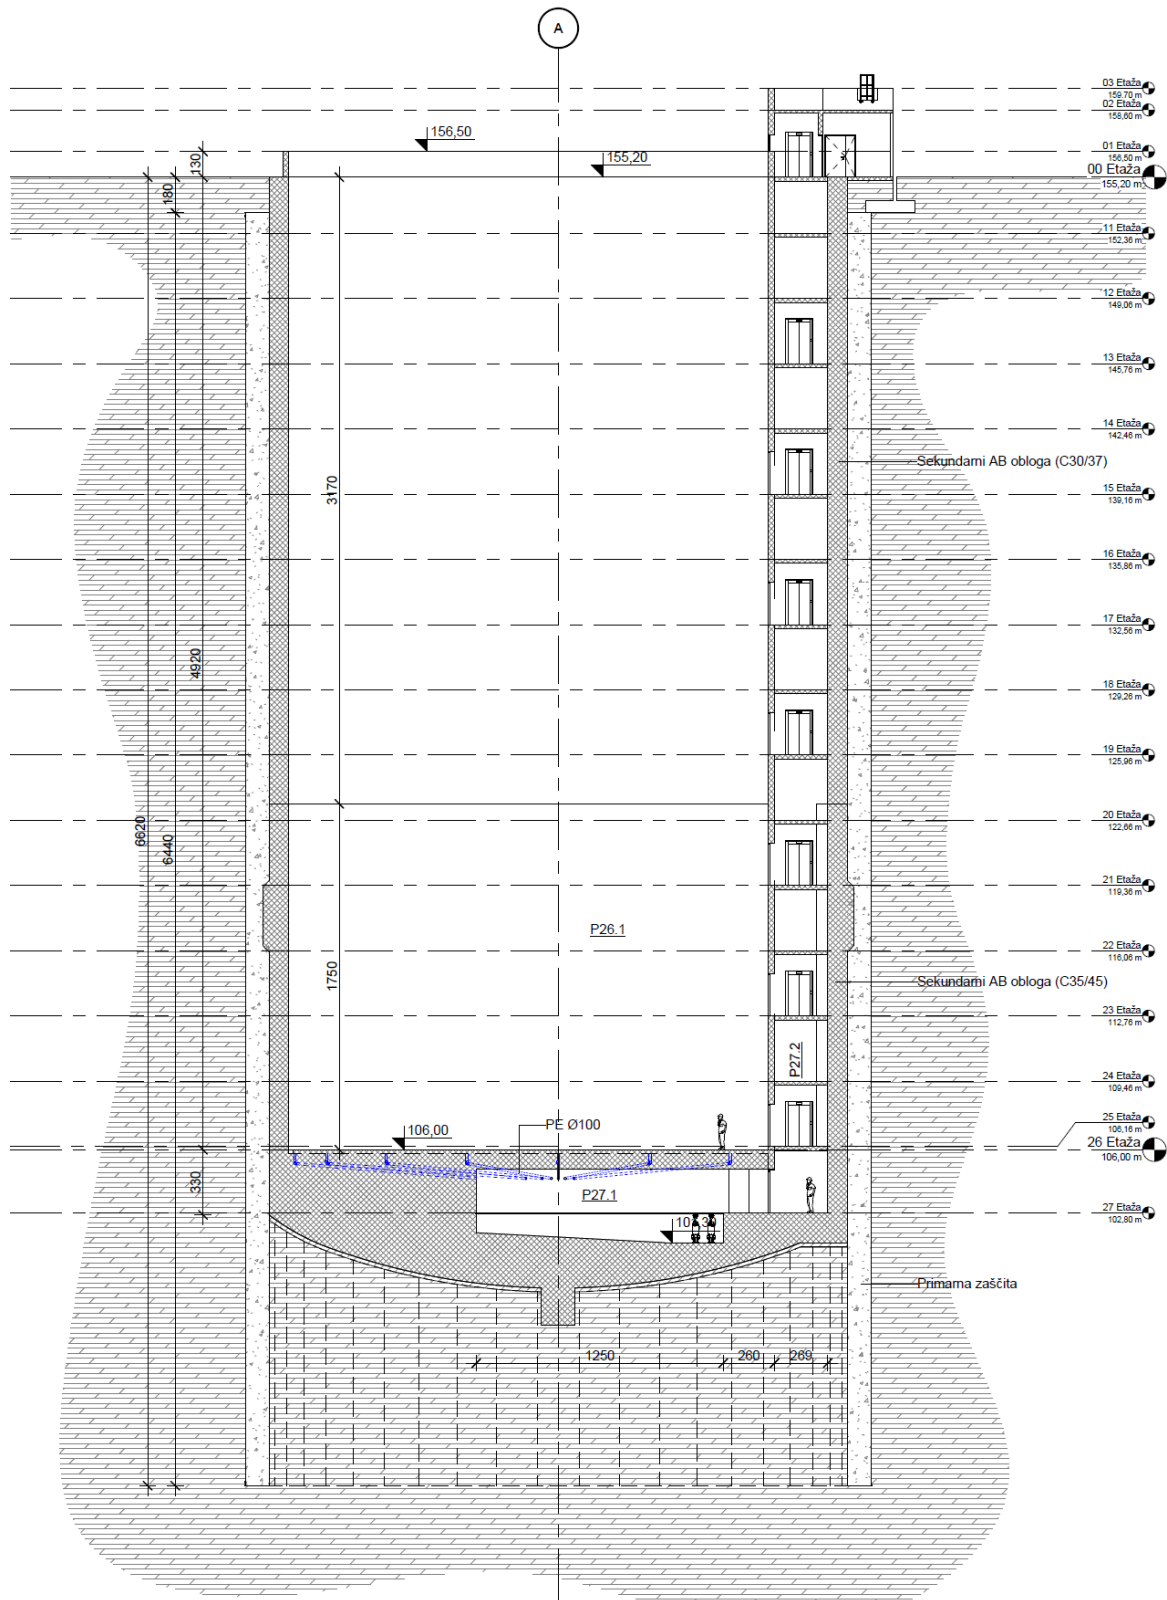 A
03 Etaža
159.70 m
02 Etaža
158,60 m
156,50
01 Etaža
156,50 m
130
155,20
00 Etaža
155,20 m
180
11 Etaža
152,36 m
12 Etaža
149,06 m
13 Etaža
145,76 m
14 Etaža
142,46 m
Sekundarni AB obloga (C30/37)
3170
15 Etaža
139,16 m
16 Etaža
135,86 m
17 Etaža
132,56 m
4920
18 Etaža
129,26 m
19 Etaža
125,96 m
20 Etaža
122,66 m
6620
6440
21 Etaža
119,36 m
P26.1
22 Etaža
116,06 m
1750
Sekundarni AB obloga (C35/45)
23 Etaža
112,76 m
P27.2
24 Etaža
109,46 m
25 Etaža
106,16 m
106,00
PE Ø100
26 Etaža
106,00 m
330
P27.1
27 Etaža
102,80 m
Primarna zaščita
1250
260
269